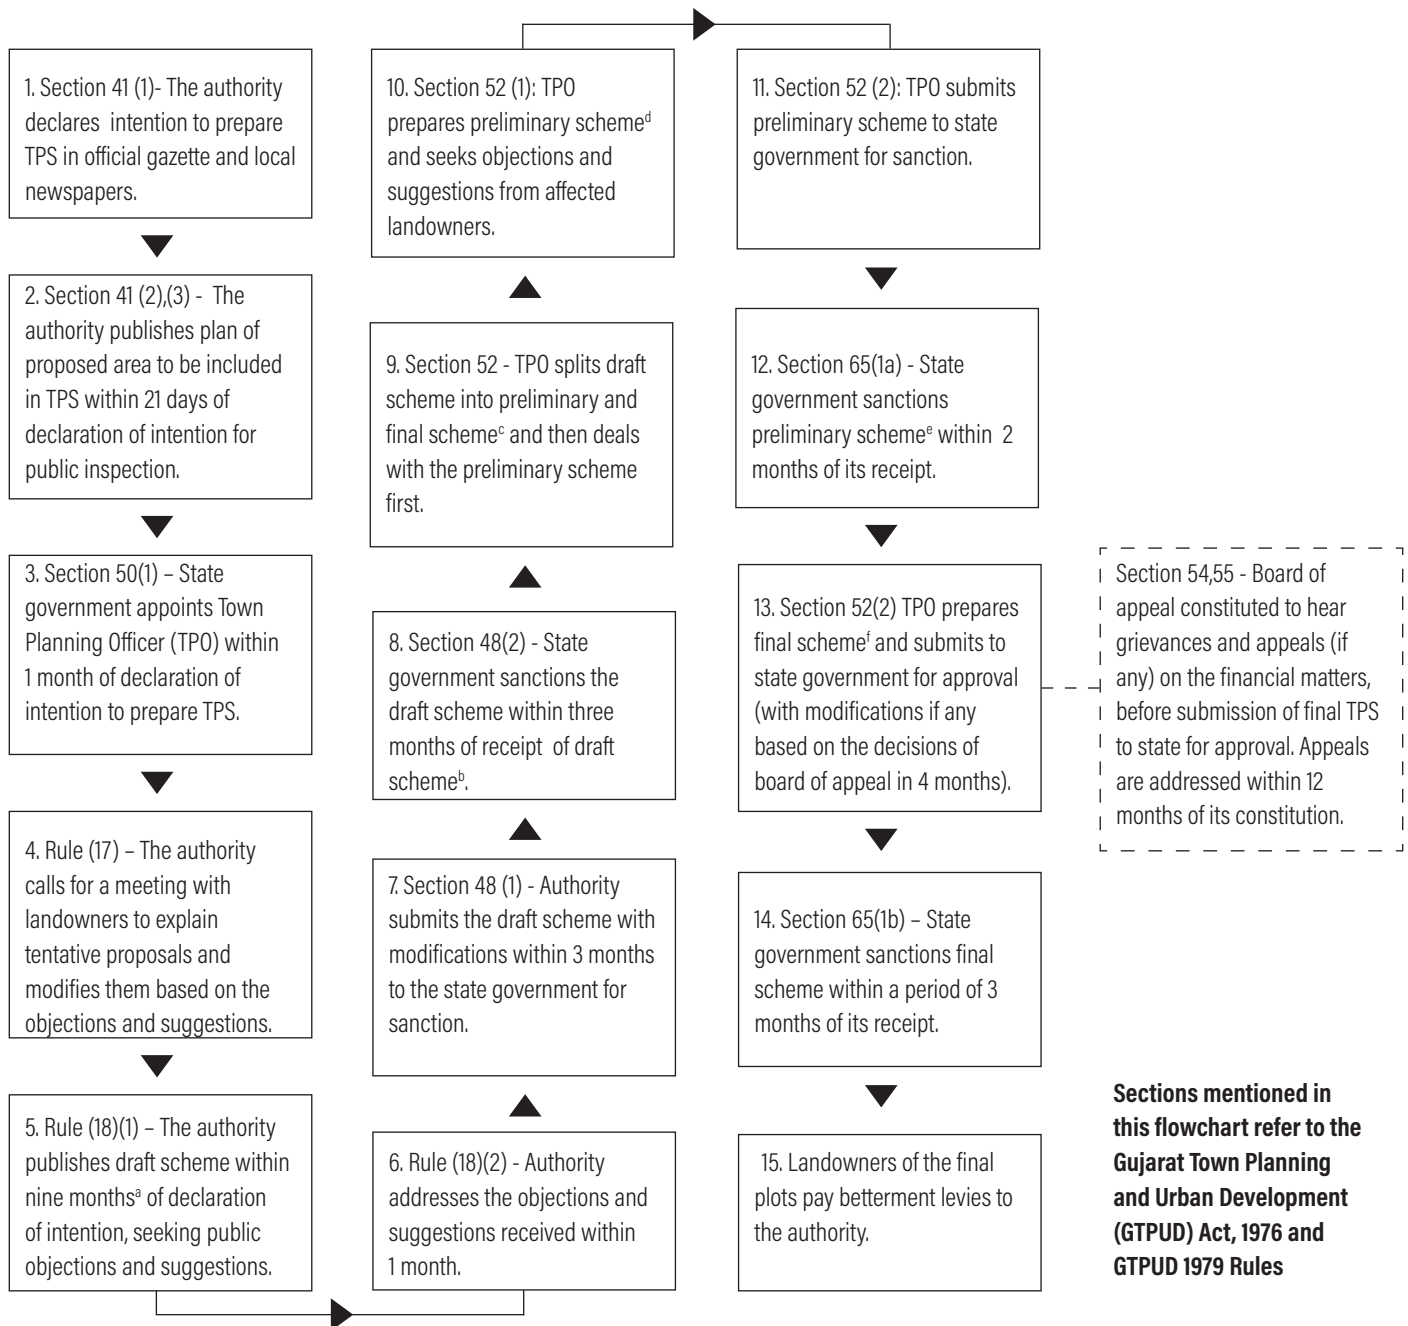 1. Section 41 (1)- The authority
declares intention to prepare
TPS in official gazette and local
newspapers.
2. Section 41 (2),(3) - The
authority publishes plan of
proposed area to be included
in TPS within 21 days of
declaration of intention for
public inspection.
3. Section 50(1) – State
government appoints Town
Planning Officer (TPO) within
1 month of declaration of
intention to prepare TPS.
4. Rule (17) – The authority
calls for a meeting with
landowners to explain
tentative proposals and
modifies them based on the
objections and suggestions.
5. Rule (18)(1) – The authority
publishes draft scheme within
nine monthsᵃ of declaration
of intention, seeking public
objections and suggestions.
6. Rule (18)(2) - Authority
addresses the objections and
suggestions received within
1 month.
7. Section 48 (1) - Authority
submits the draft scheme with
modifications within 3 months
to the state government for
sanction.
8. Section 48(2) - State
government sanctions the
draft scheme within three
months of receipt of draft
schemeᵇ.
9. Section 52 - TPO splits draft
scheme into preliminary and
final schemeᶜ and then deals
with the preliminary scheme
first.
10. Section 52 (1): TPO
prepares preliminary schemeᵈ
and seeks objections and
suggestions from affected
landowners.
11. Section 52 (2): TPO submits
preliminary scheme to state
government for sanction.
12. Section 65(1a) - State
government sanctions
preliminary schemeᵉ within 2
months of its receipt.
13. Section 52(2) TPO prepares
final schemeᶠ and submits to
state government for approval
(with modifications if any
based on the decisions of
board of appeal in 4 months).
Section 54,55 - Board of
appeal constituted to hear
grievances and appeals (if
any) on the financial matters,
before submission of final TPS
to state for approval. Appeals
are addressed within 12
months of its constitution.
14. Section 65(1b) – State
government sanctions final
scheme within a period of 3
months of its receipt.
15. Landowners of the final
plots pay betterment levies to
the authority.
Sections mentioned in
this flowchart refer to the
Gujarat Town Planning
and Urban Development
(GTPUD) Act, 1976 and
GTPUD 1979 Rules